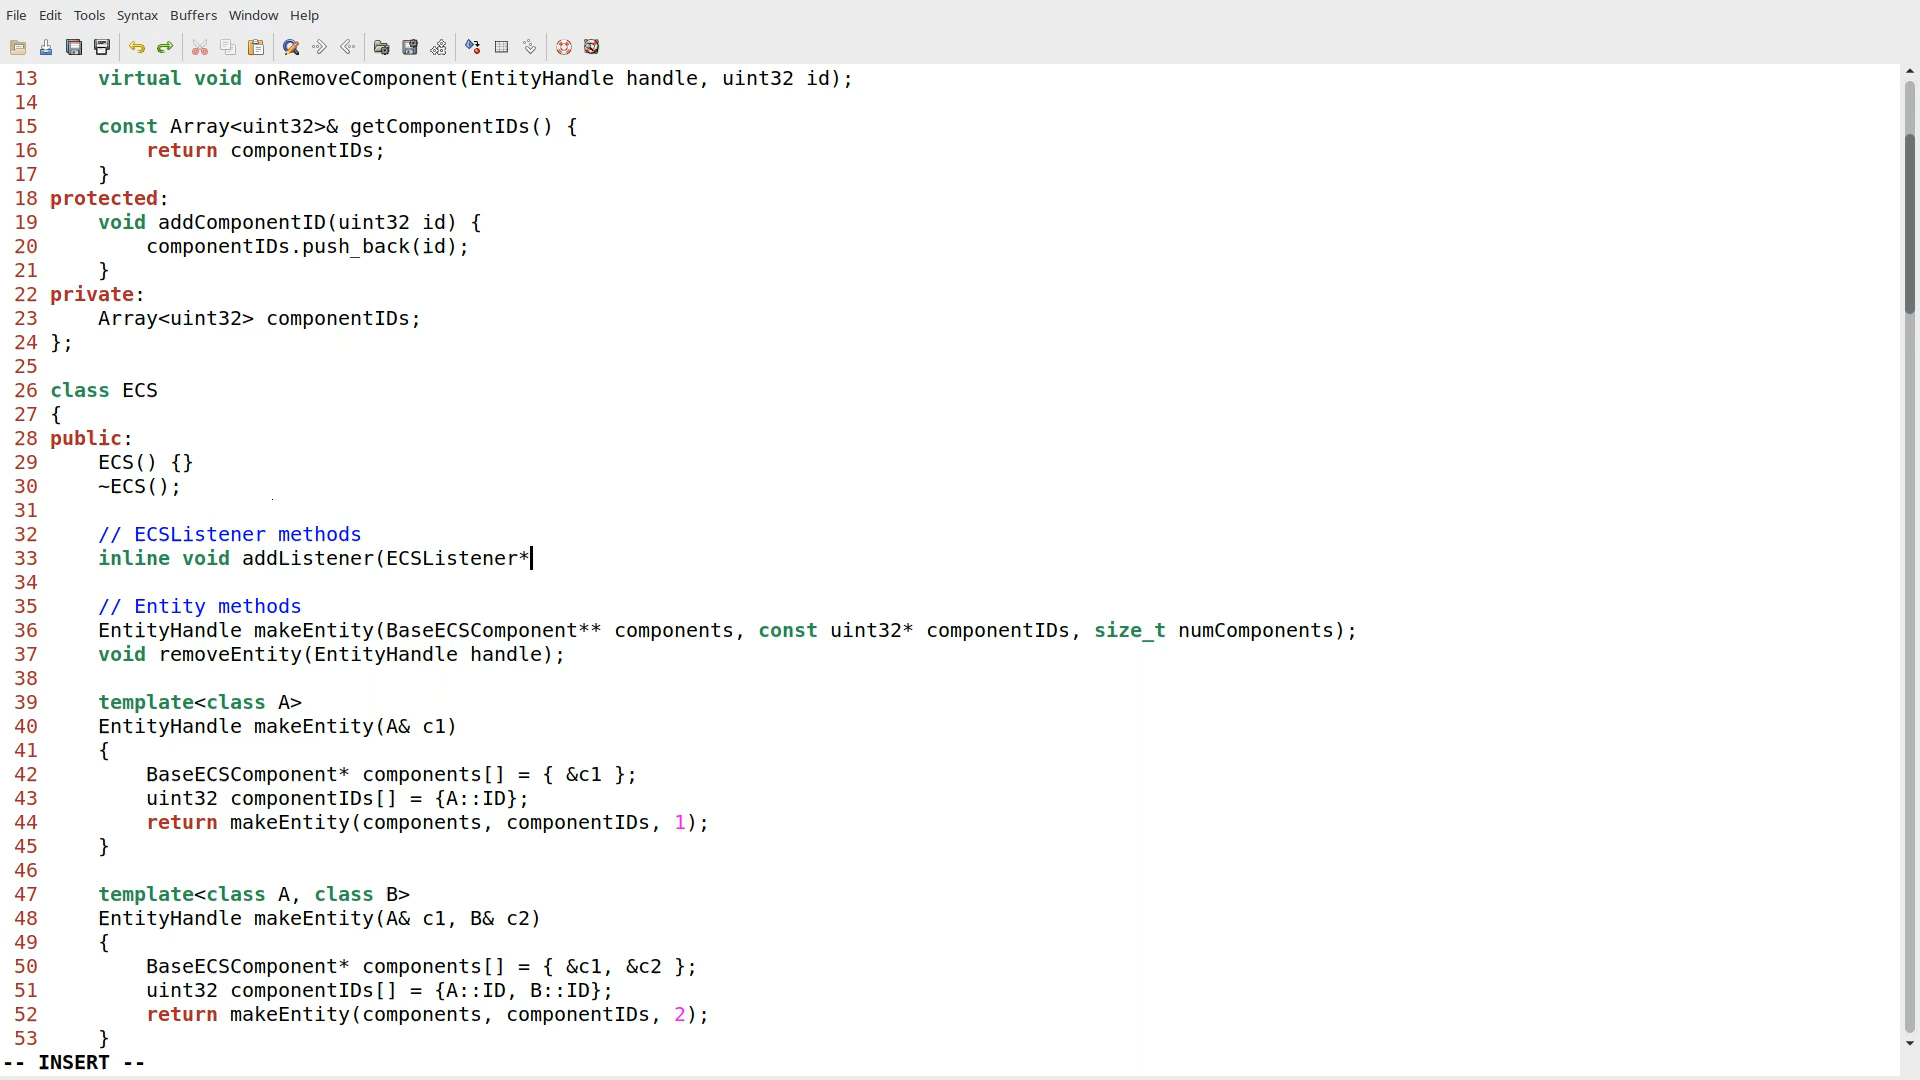 File Edit Tools Syntax Buffers Window Help
13     virtual void onRemoveComponent(EntityHandle handle, uint32 id);
14
15     const Array<uint32>& getComponentIDs() {
16         return componentIDs;
17     }
18 protected:
19     void addComponentID(uint32 id) {
20         componentIDs.push_back(id);
21     }
22 private:
23     Array<uint32> componentIDs;
24 };
25
26 class ECS
27 {
28 public:
29     ECS() {}
30     ~ECS();
31
32     // ECSListener methods
33     inline void addListener(ECSListener*
34
35     // Entity methods
36     EntityHandle makeEntity(BaseECSComponent** components, const uint32* componentIDs, size_t numComponents);
37     void removeEntity(EntityHandle handle);
38
39     template<class A>
40     EntityHandle makeEntity(A& c1)
41     {
42         BaseECSComponent* components[] = { &c1 };
43         uint32 componentIDs[] = {A::ID};
44         return makeEntity(components, componentIDs, 1);
45     }
46
47     template<class A, class B>
48     EntityHandle makeEntity(A& c1, B& c2)
49     {
50         BaseECSComponent* components[] = { &c1, &c2 };
51         uint32 componentIDs[] = {A::ID, B::ID};
52         return makeEntity(components, componentIDs, 2);
53     }
-- INSERT --